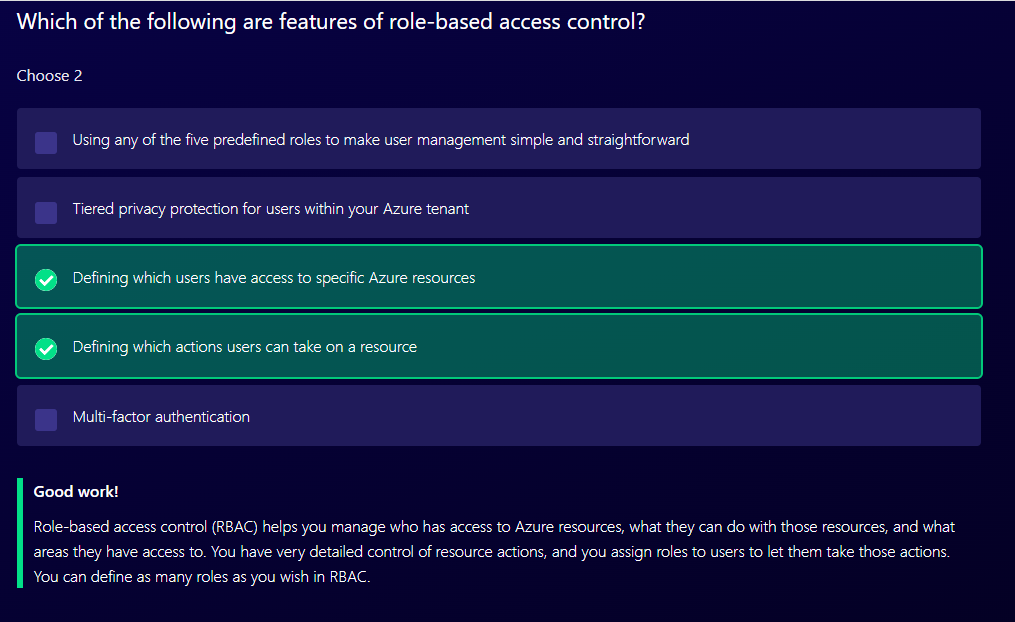 Which of the following are features of role-based access control?
Choose 2
Using any of the five predefined roles to make user management simple and straightforward
Tiered privacy protection for users within your Azure tenant
Defining which users have access to specific Azure resources
Defining which actions users can take on a resource
Multi-factor authentication
Good work!
Role-based access control (RBAC) helps you manage who has access to Azure resources, what they can do with those resources, and what
areas they have access to. You have very detailed control of resource actions, and you assign roles to users to let them take those actions.
You can define as many roles as you wish in RBAC.